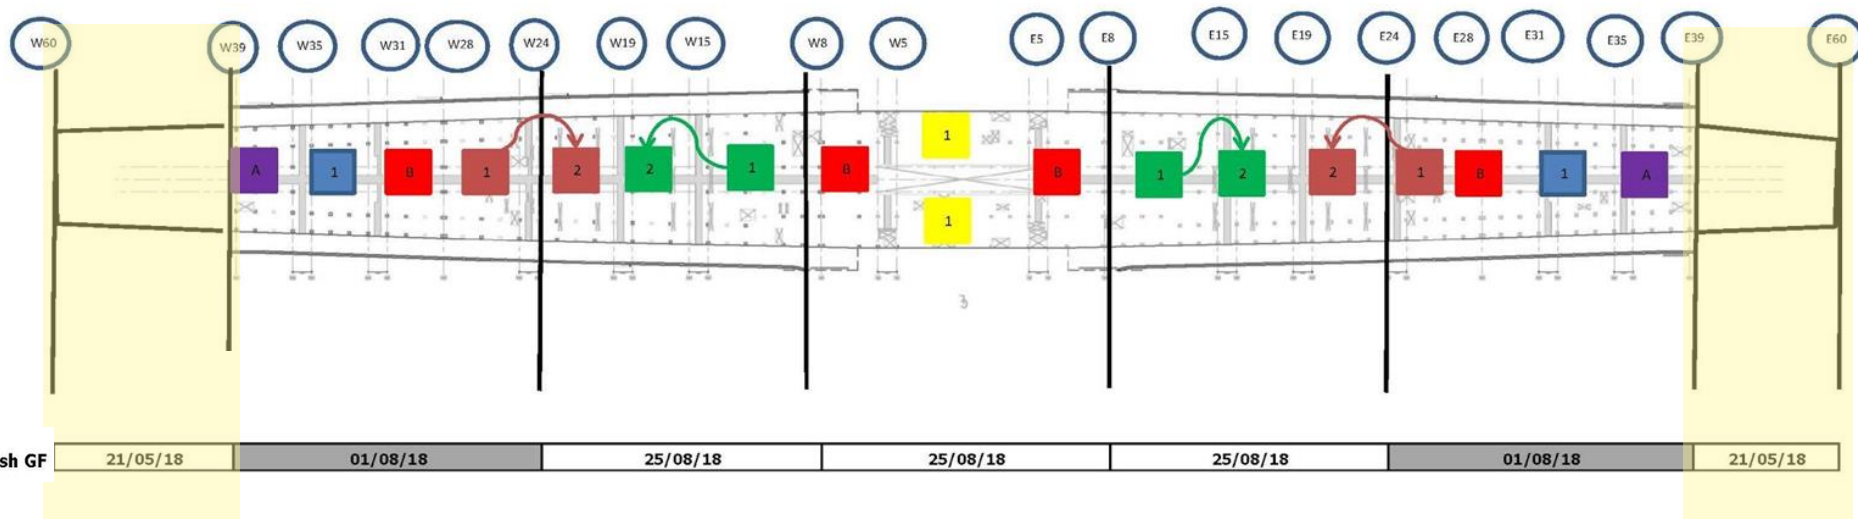 W60 W39 W35 W31 W28 W24 W19 W15 W8 W5 E5 E8 E15 E19 E24 E28 E31 E35 E39 E60
1
A 1 B 1 2 2 1 B B 1 2 2 1 B 1 A
1
3
sh GF 21/05/18 01/08/18 25/08/18 25/08/18 25/08/18 01/08/18 21/05/18